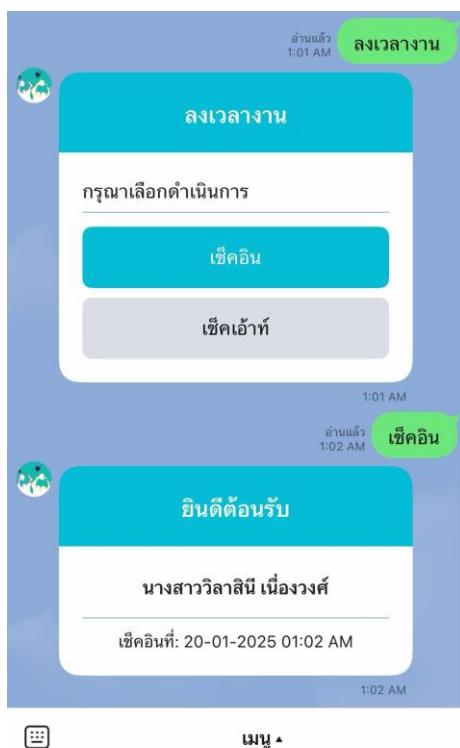 อ่านแล้ว
1:01 AM
ลงเวลางาน
ลงเวลางาน
กรุณาเลือกดำเนินการ
เช็คอิน
เช็คเอ้าท์
1:01 AM
อ่านแล้ว
1:02 AM
เช็คอิน
ยินดีต้อนรับ
นางสาววิลาสินี เนื่องวงศ์
เช็คอินที่: 20-01-2025 01:02 AM
1:02 AM
เมนู